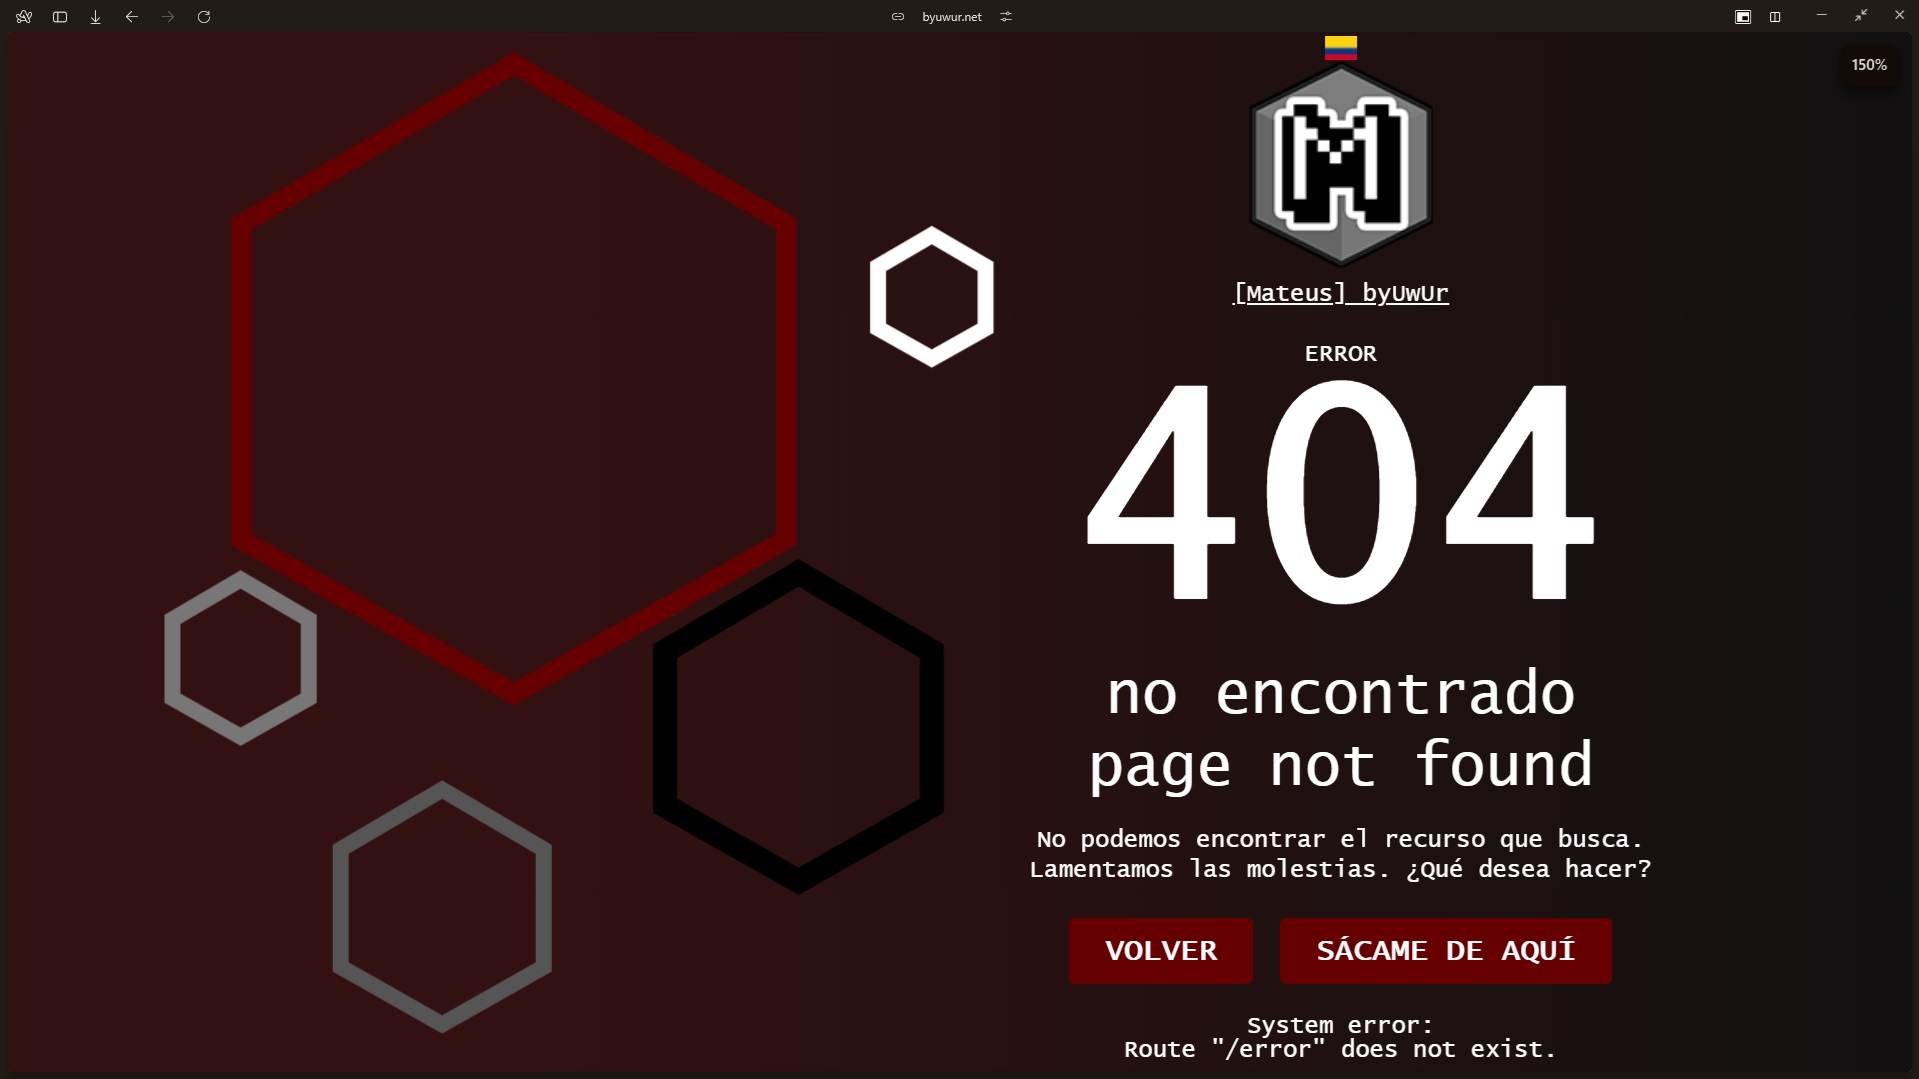 byuwur.net
150%
M
[Mateus] byUwUr
ERROR
404
no encontrado
page not found
No podemos encontrar el recurso que busca.
Lamentamos las molestias. ¿Qué desea hacer?
VOLVER
SÁCAME DE AQUÍ
System error:
Route "/error" does not exist.